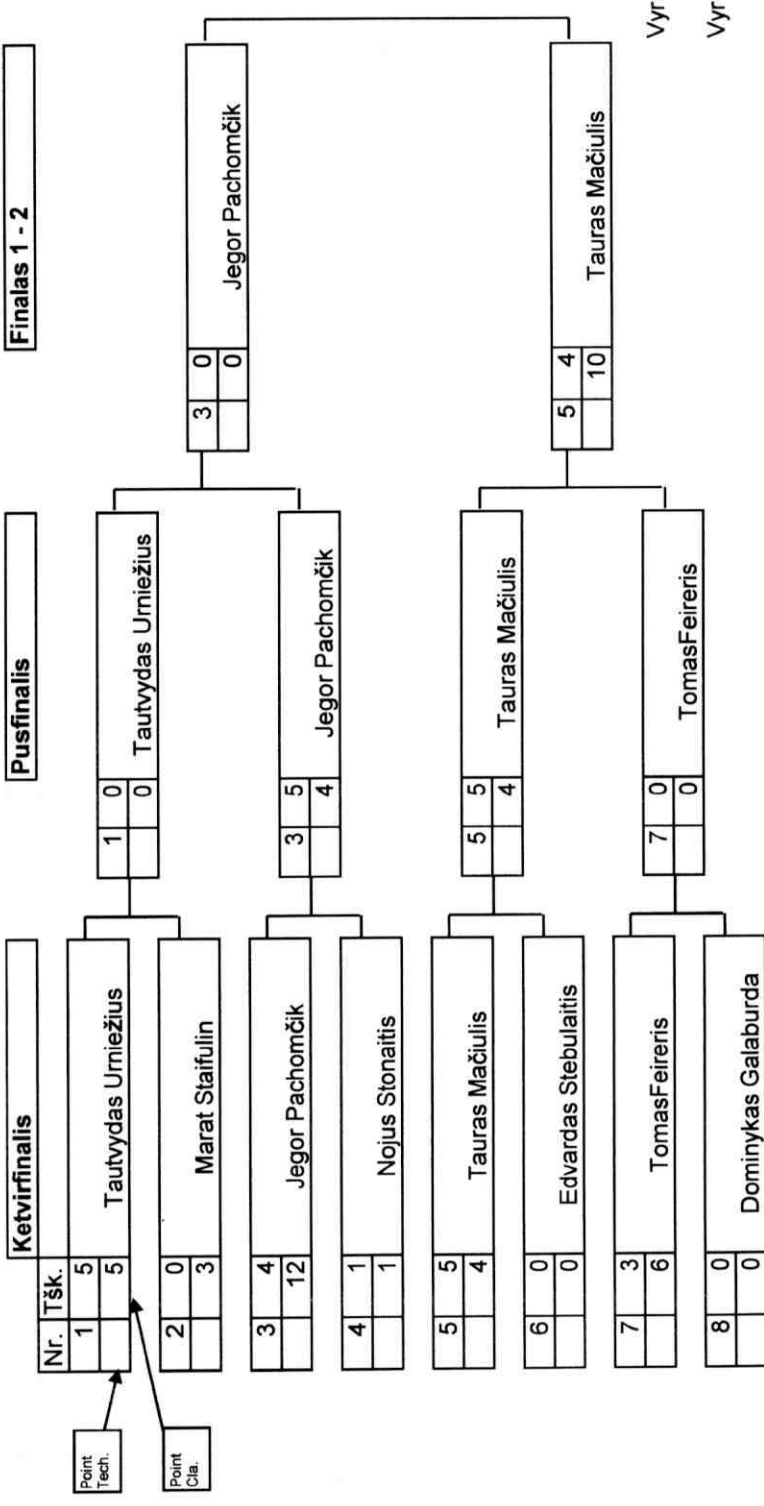 Ketvirfinalis
Pusfinalis
Finalas 1 - 2
Nr. Tšk.
Point Tech.
Point Cla.
1 5 Tautvydas Urniežius
5
2 0 Marat Staifulin
3
3 4 Jegor Pachomčik
12
4 1 Nojus Stonaitis
1
5 5 Tauras Mačiulis
4
6 0 Edvardas Stebulaitis
0
7 3 TomasFeireris
6
8 0 Dominykas Galaburda
0
1 0 Tautvydas Urniežius
0
3 5 Jegor Pachomčik
4
5 5 Tauras Mačiulis
4
7 0 TomasFeireris
0
3 0 Jegor Pachomčik
0
5 4 Tauras Mačiulis
10
Vyr
Vyr